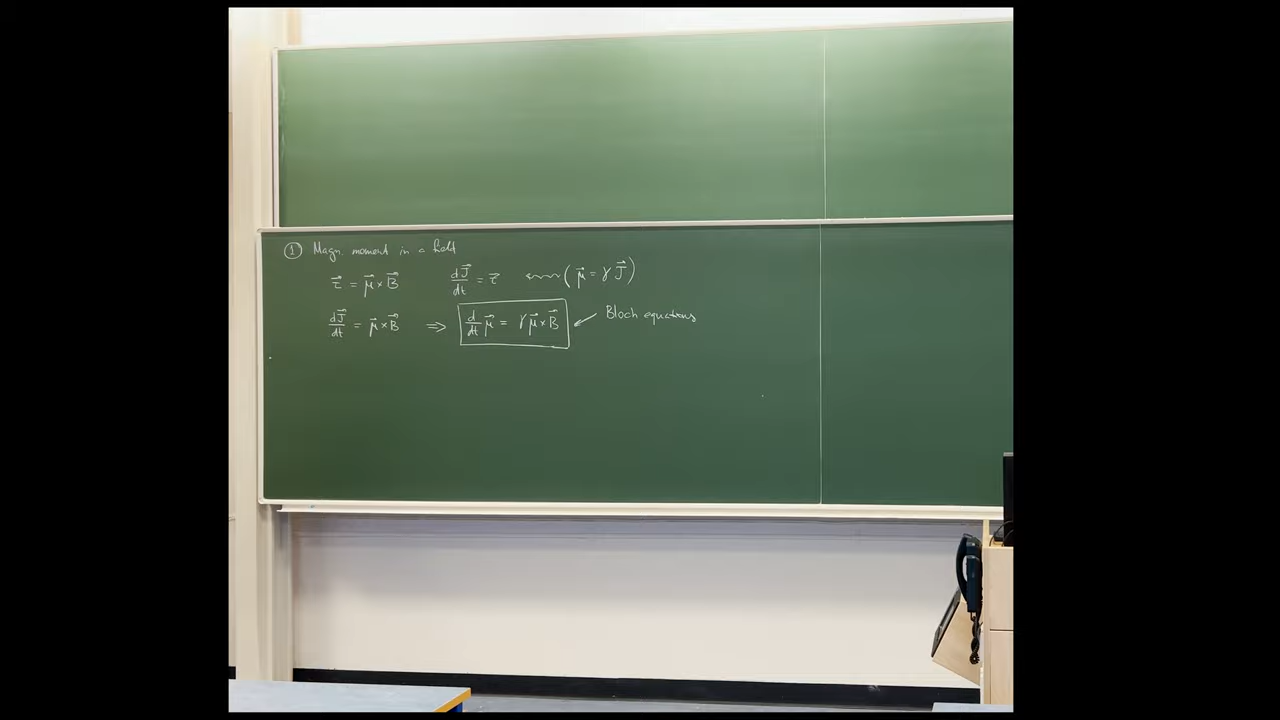 ① Magn. moment in a field
τ⃗ = μ⃗ × B⃗    dJ⃗/dt = τ⃗    ⇜ (μ⃗ = γ J⃗)
dJ⃗/dt = μ⃗ × B⃗    ⇒    d/dt μ⃗ = γ μ⃗ × B⃗    ← Bloch equations